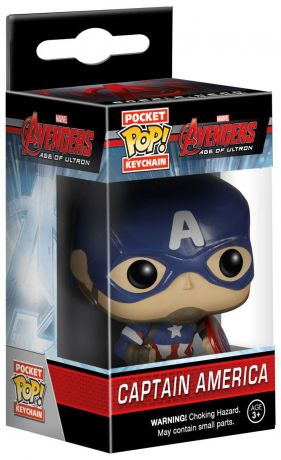 MARVEL
AVENGERS
AGE OF ULTRON
POCKET
POP!
KEYCHAIN
MARVEL
AVENGERS
AGE OF ULTRON
A
POCKET
POP!
KEYCHAIN
CAPTAIN AMERICA
WARNING! Choking Hazard.
May contain small parts.
AGE
3+